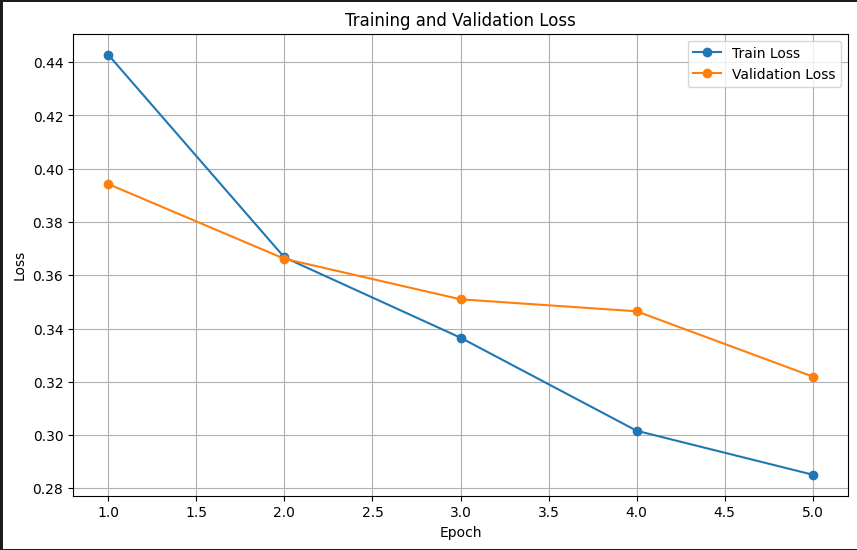 Training and Validation Loss
Train Loss
Validation Loss
0.44
0.42
0.40
0.38
0.36
0.34
0.32
0.30
0.28
Loss
1.0 1.5 2.0 2.5 3.0 3.5 4.0 4.5 5.0
Epoch